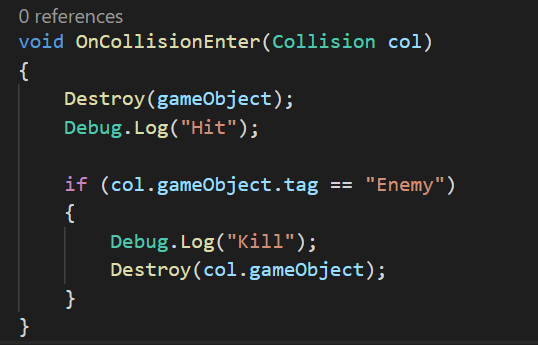 0 references
void OnCollisionEnter(Collision col)
{
    Destroy(gameObject);
    Debug.Log("Hit");

    if (col.gameObject.tag == "Enemy")
    {
        Debug.Log("Kill");
        Destroy(col.gameObject);
    }
}